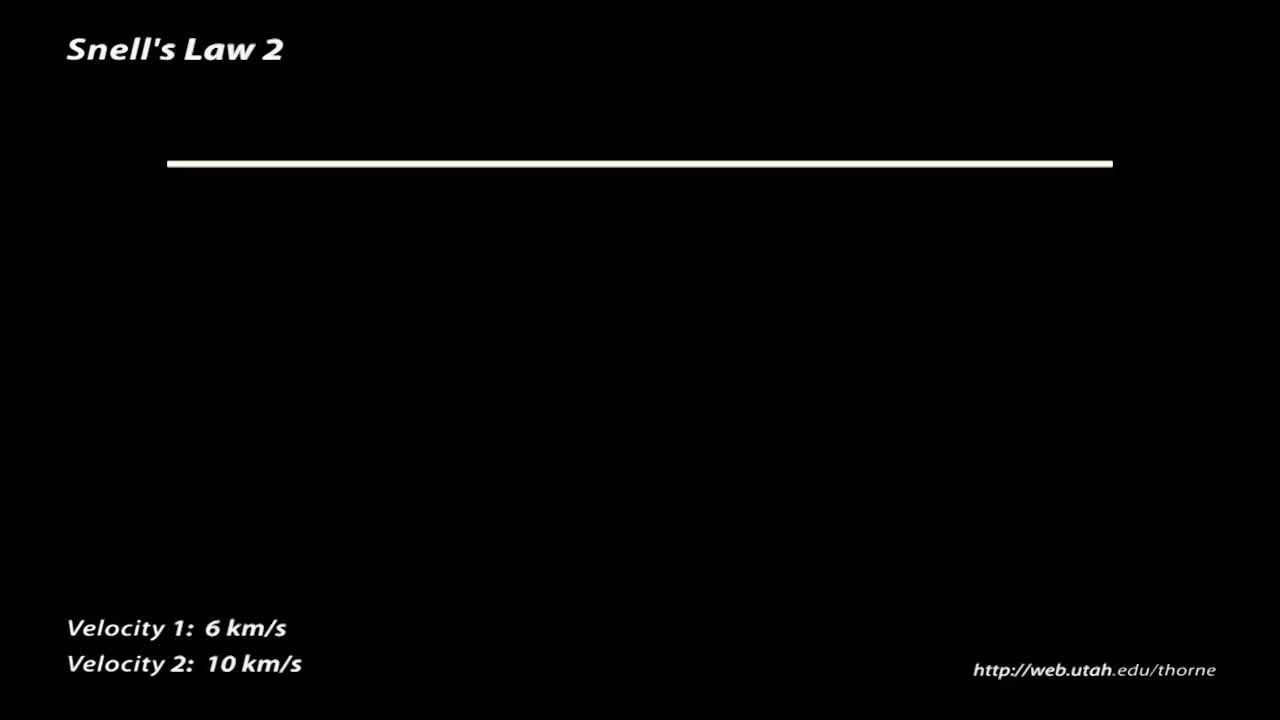 Snell's Law 2
Velocity 1: 6 km/s
Velocity 2: 10 km/s
http://web.utah.edu/thorne